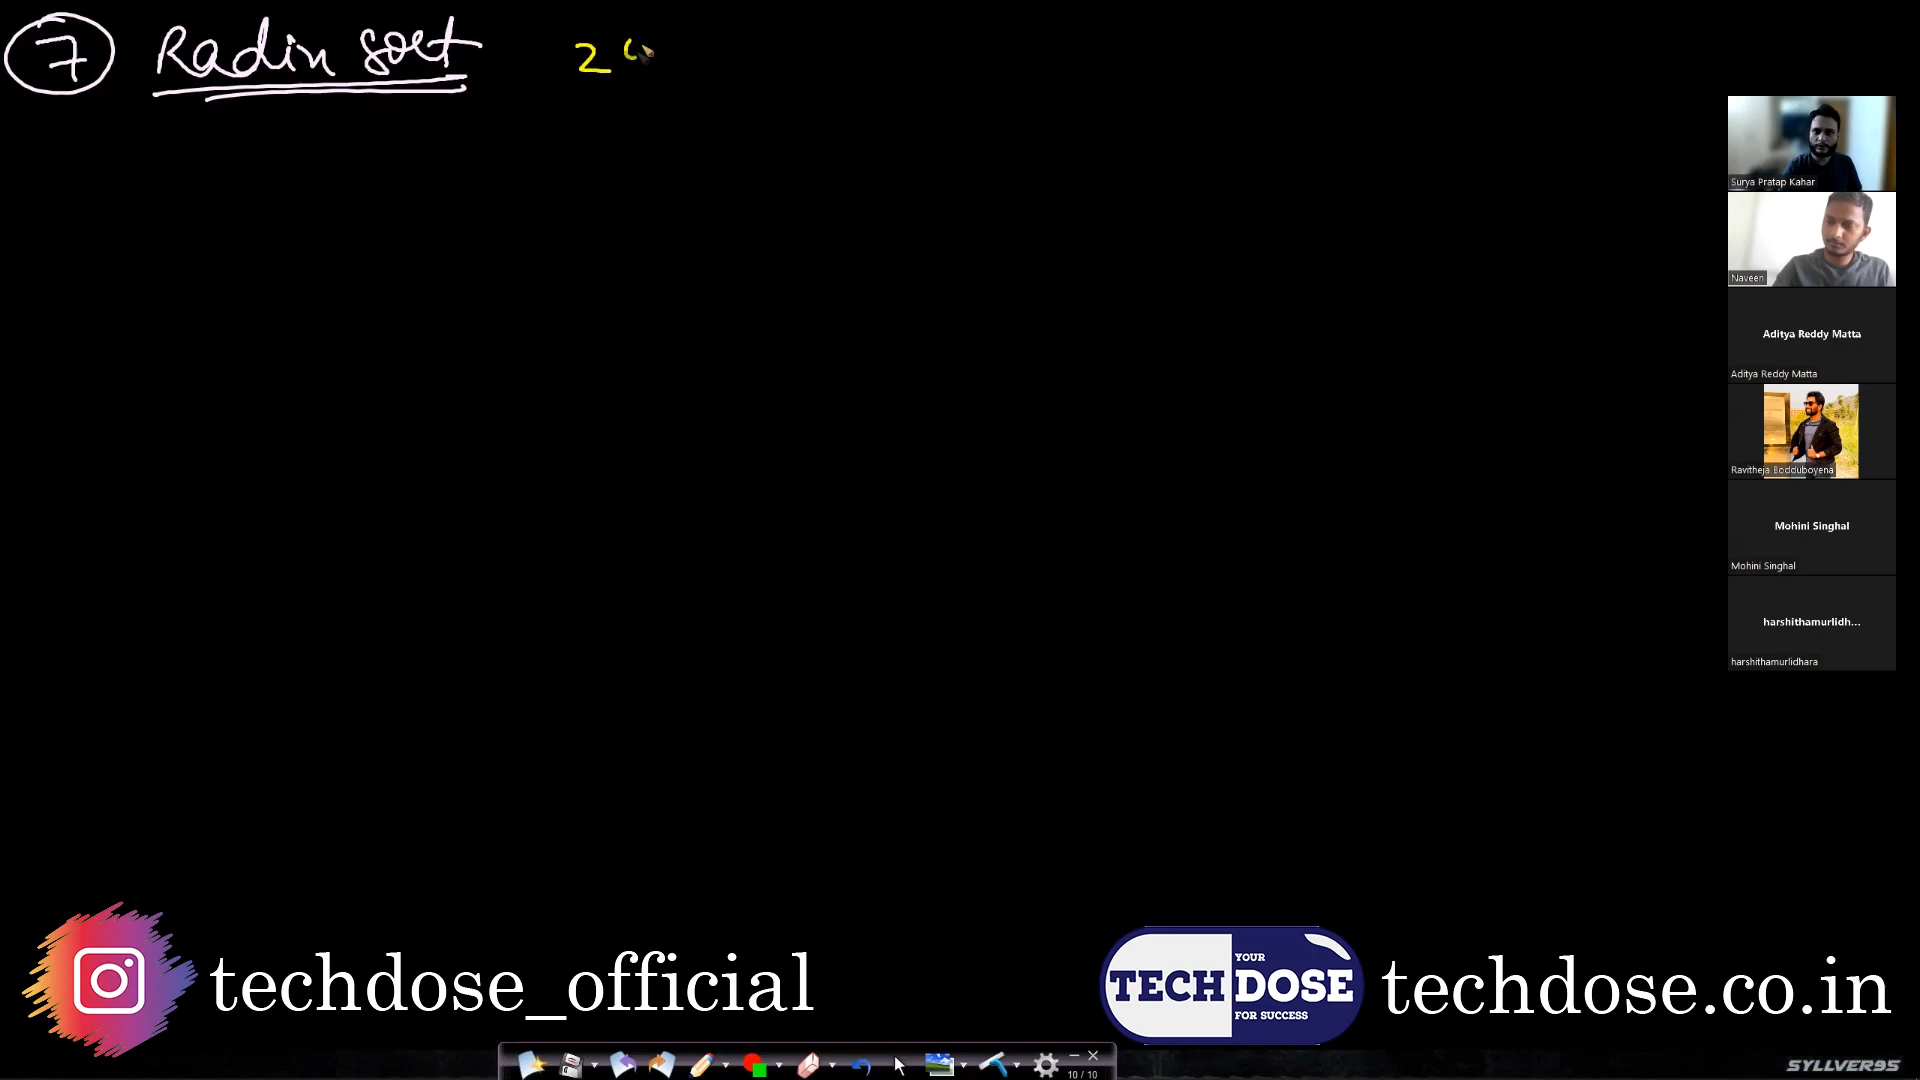 7 Radix sort 2
Surya Pratap Kahar
Naveen
Aditya Reddy Matta
Aditya Reddy Matta
Ravitheja Bodduboyena
Mohini Singhal
Mohini Singhal
harshithamurlidh...
harshithamurlidhara
techdose_official
YOUR
TECH DOSE
FOR SUCCESS
techdose.co.in
10 / 10
SYLLVER95